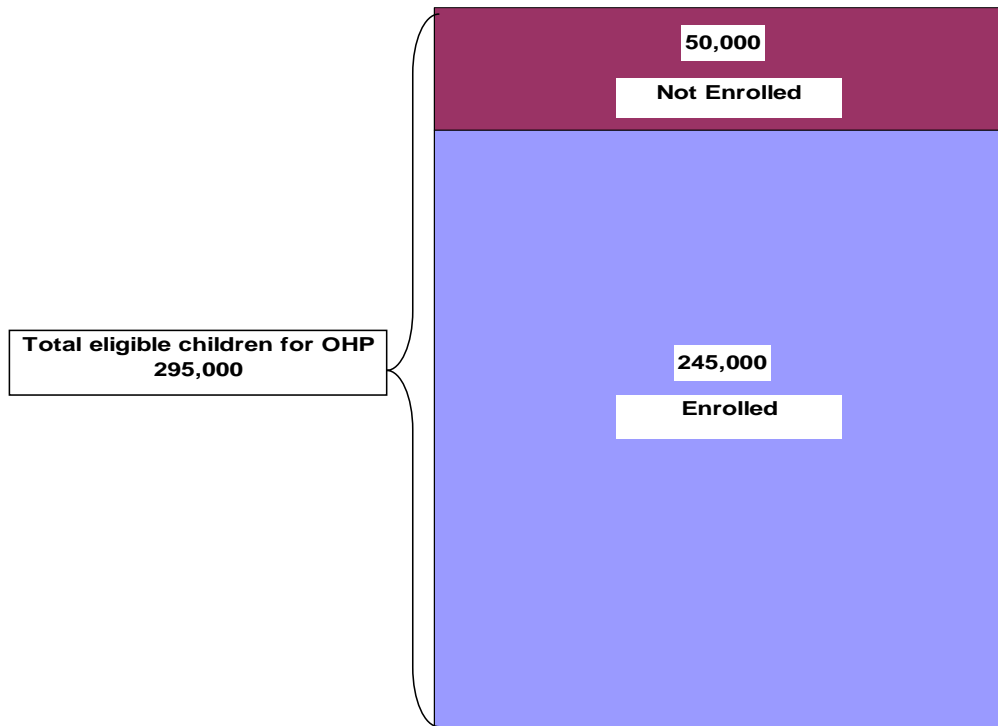 50,000
Not Enrolled
Total eligible children for OHP
295,000
245,000
Enrolled